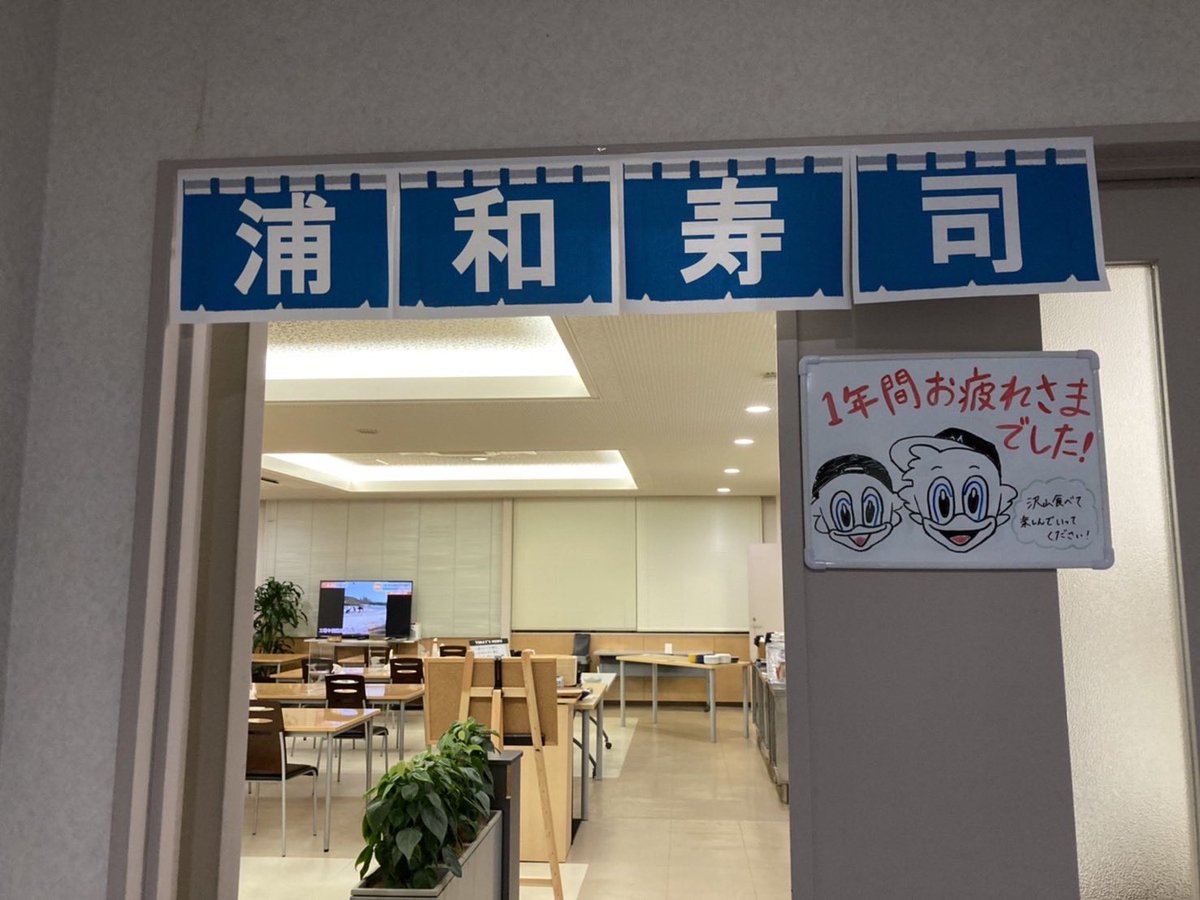 浦和寿司
1年間お疲れさま
でした!
沢山食べて
楽しんでいって
ください!